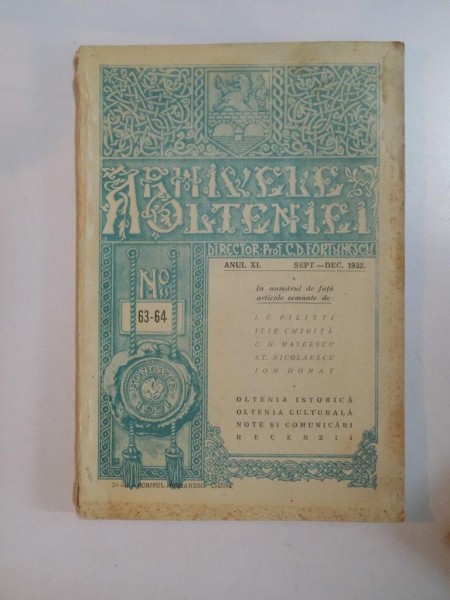 ARHIVELE
OLTENIEI
DIRECTOR-PROF. C.D. FORTUNESCU
ANUL XI. SEPT.—DEC. 1932.
No
63-64
In numărul de față
articole semnate de:
I. C. FILITTI
ILIE CHIRIȚĂ
C. N. MATEESCU
ST. NICOLAESCU
ION DONAT
OLTENIA ISTORICĂ
OLTENIA CULTURALĂ
NOTE ȘI COMUNICĂRI
RECENZII